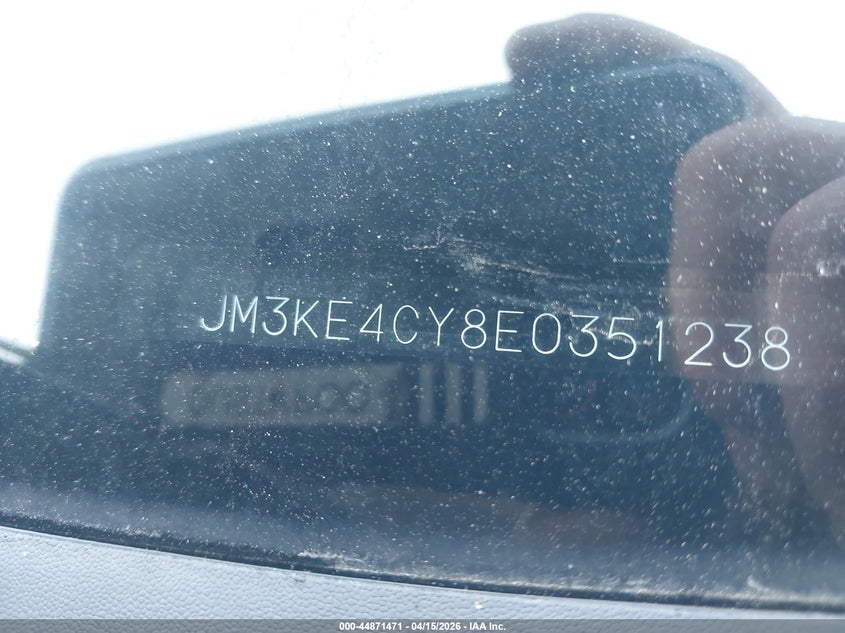 JM3KE4CY8E0351238
000-44871471 | 04/15/2026 - IAA Inc.